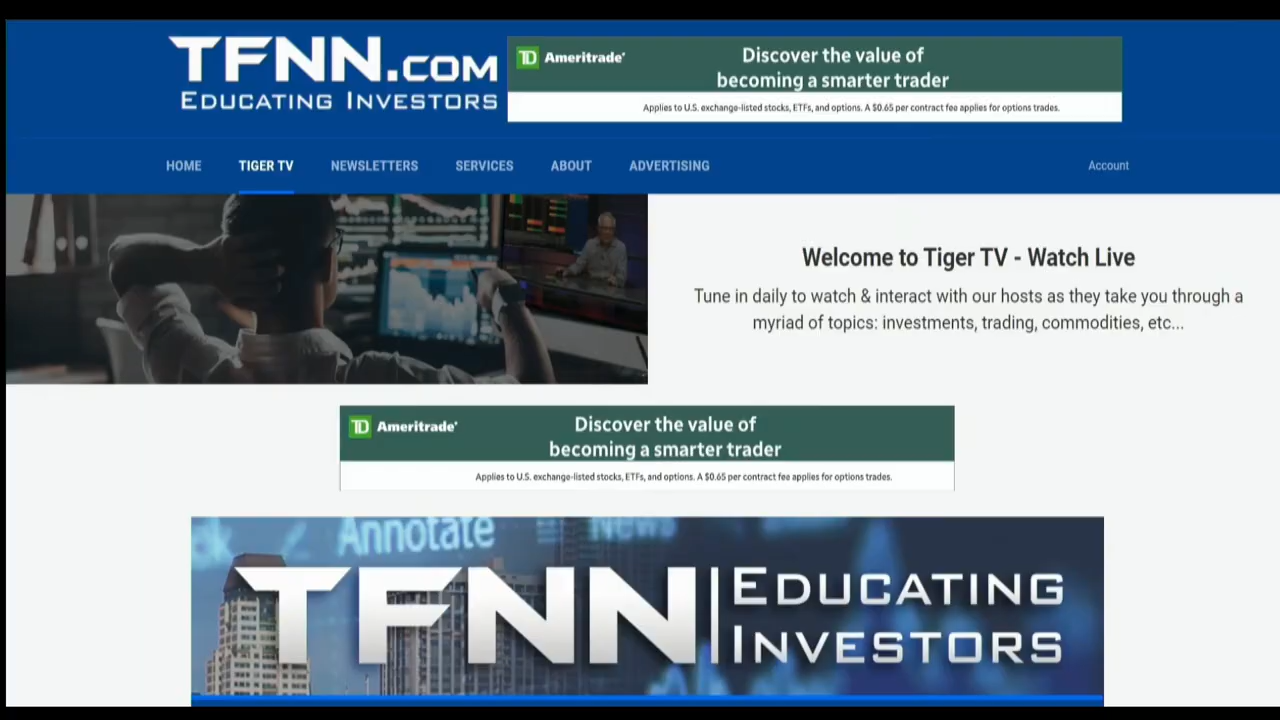 TFNN.COM
EDUCATING INVESTORS
TD Ameritrade
Discover the value of
becoming a smarter trader
Applies to U.S. exchange-listed stocks, ETFs, and options. A $0.65 per contract fee applies for options trades.
HOME TIGER TV NEWSLETTERS SERVICES ABOUT ADVERTISING Account
Welcome to Tiger TV - Watch Live
Tune in daily to watch & interact with our hosts as they take you through a
myriad of topics: investments, trading, commodities, etc...
TD Ameritrade
Discover the value of
becoming a smarter trader
Applies to U.S. exchange-listed stocks, ETFs, and options. A $0.65 per contract fee applies for options trades.
Annotate News
TFNN EDUCATING
INVESTORS